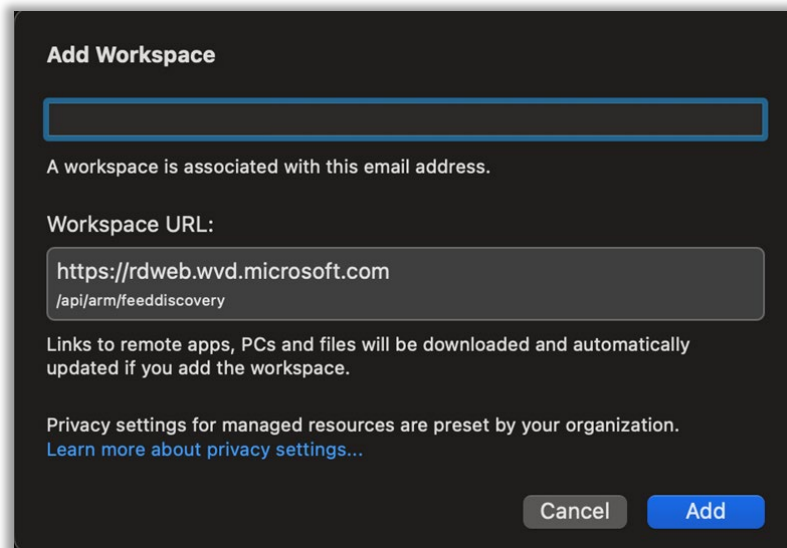 Add Workspace
A workspace is associated with this email address.
Workspace URL:
https://rdweb.wvd.microsoft.com
/api/arm/feeddiscovery
Links to remote apps, PCs and files will be downloaded and automatically
updated if you add the workspace.
Privacy settings for managed resources are preset by your organization.
Learn more about privacy settings...
Cancel
Add